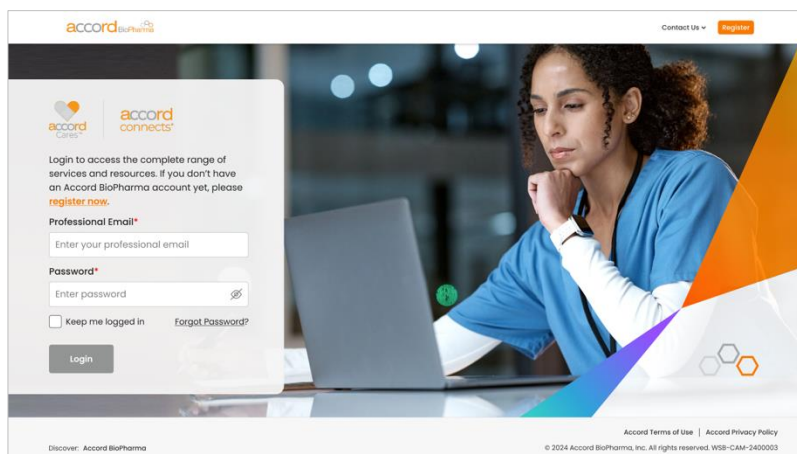 accord BioPharma
Contact Us
Register
accord Cares™
accord connects®
Login to access the complete range of
services and resources. If you don't have
an Accord BioPharma account yet, please
register now.
Professional Email*
Enter your professional email
Password*
Enter password
Keep me logged in
Forgot Password?
Login
Accord Terms of Use | Accord Privacy Policy
Discover: Accord BioPharma
© 2024 Accord BioPharma, Inc. All rights reserved. WSB-CAM-2400003